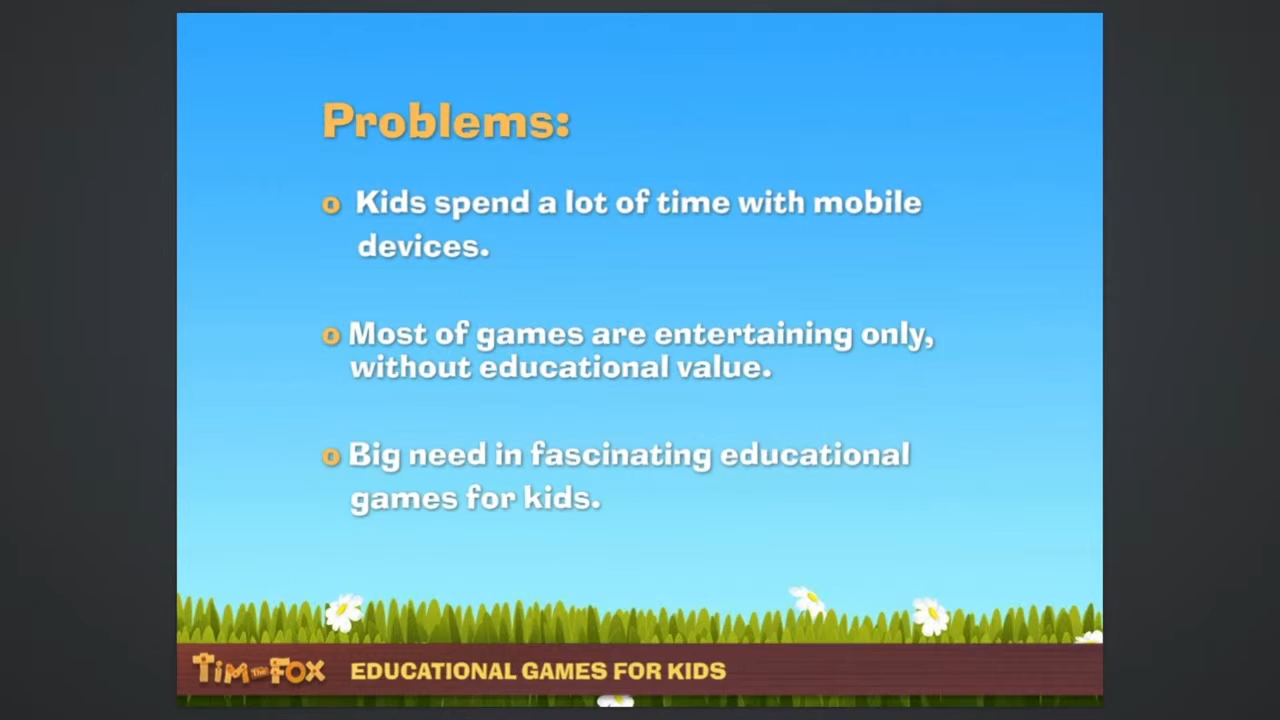 Problems:
o Kids spend a lot of time with mobile
devices.
o Most of games are entertaining only,
without educational value.
o Big need in fascinating educational
games for kids.
TiM THE FOX EDUCATIONAL GAMES FOR KIDS